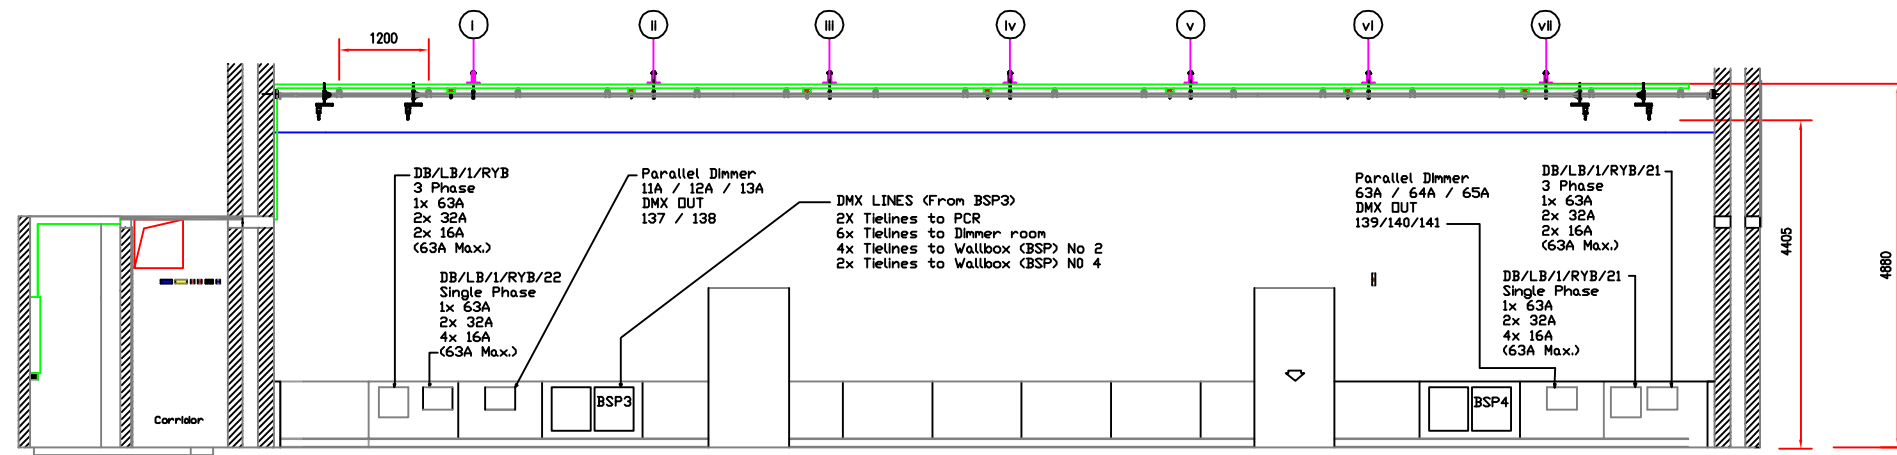 I
II
III
Iv
v
vI
vII
1200
DB/LB/1/RYB
3 Phase
1x 63A
2x 32A
2x 16A
(63A Max.)
DB/LB/1/RYB/22
Single Phase
1x 63A
2x 32A
4x 16A
(63A Max.)
Parallel Dimmer
11A / 12A / 13A
DMX OUT
137 / 138
DMX LINES (From BSP3)
2X Tielines to PCR
6x Tielines to Dimmer room
4x Tielines to Wallbox (BSP) No 2
2x Tielines to Wallbox (BSP) NO 4
Parallel Dimmer
63A / 64A / 65A
DMX OUT
139/140/141
DB/LB/1/RYB/21
3 Phase
1x 63A
2x 32A
2x 16A
(63A Max.)
DB/LB/1/RYB/21
Single Phase
1x 63A
2x 32A
4x 16A
(63A Max.)
4405
4880
Corridor
BSP3
BSP4